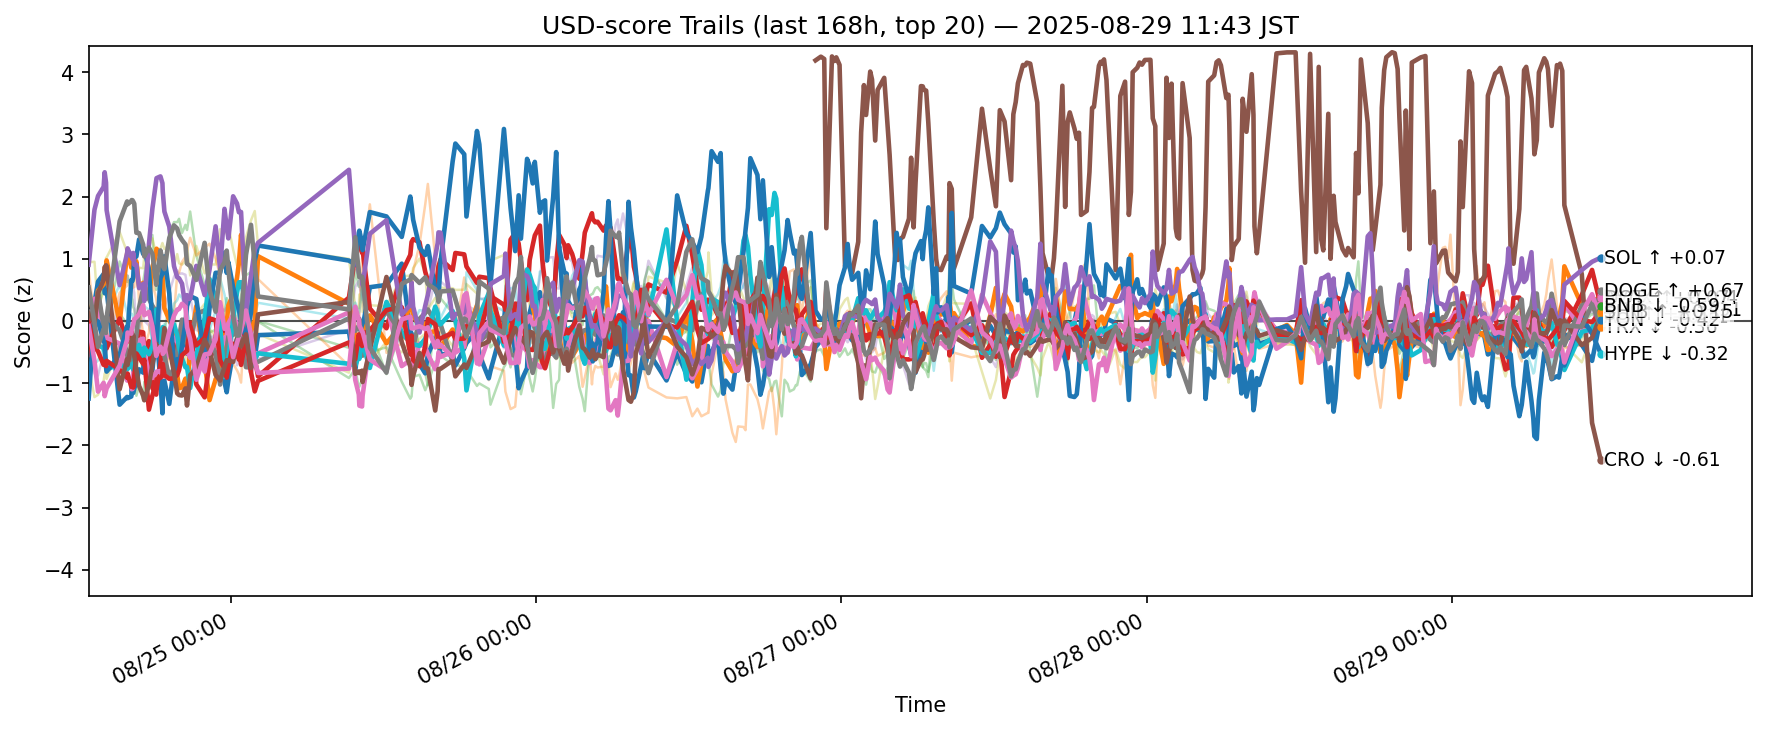 USD-score Trails (last 168h, top 20) — 2025-08-29 11:43 JST
Score (z)
4
3
2
1
0
−1
−2
−3
−4
SOL ↑ +0.07
DOGE ↑ +0.67
BNB ↓ -0.59
HYPE ↓ -0.32
CRO ↓ -0.61
08/25 00:00
08/26 00:00
08/27 00:00
08/28 00:00
08/29 00:00
Time